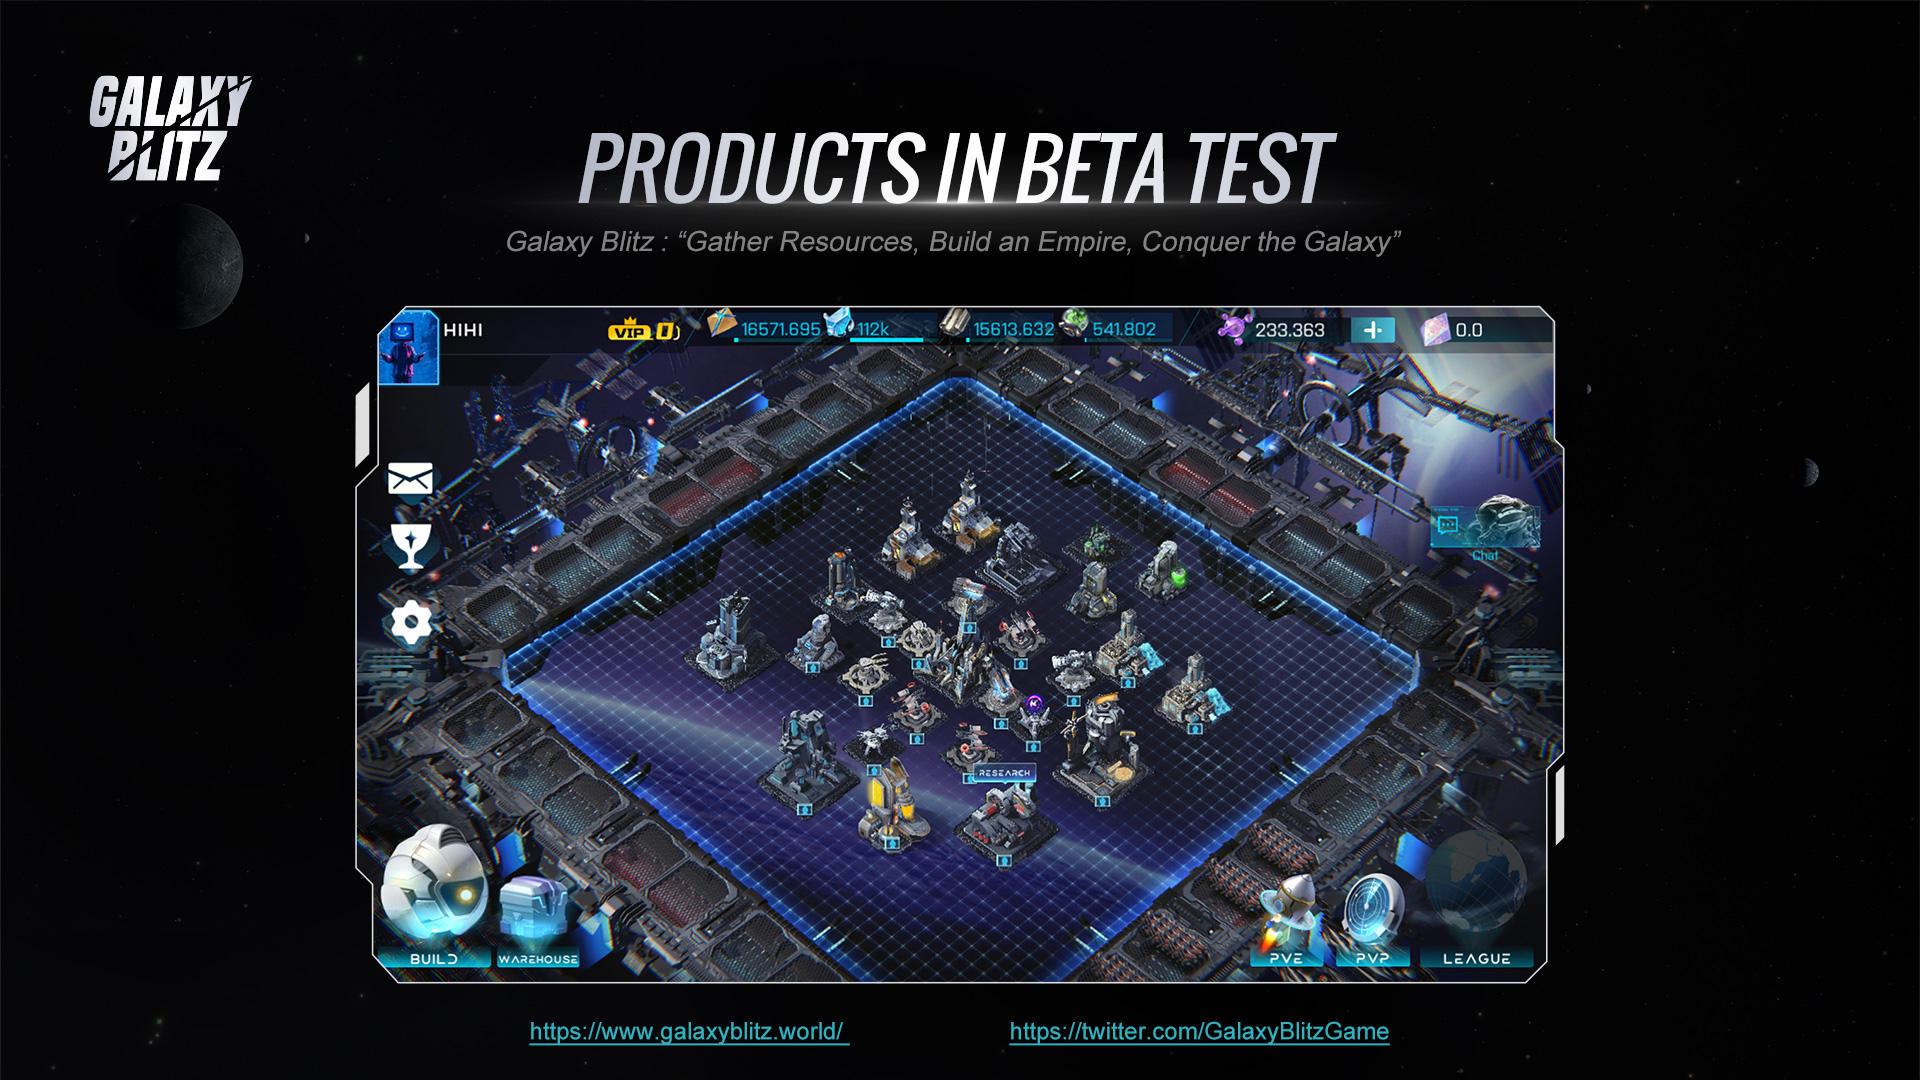 GALAXY
BLITZ
PRODUCTS IN BETA TEST
Galaxy Blitz : “Gather Resources, Build an Empire, Conquer the Galaxy”
HIHI
VIP 0
16571.695
112k
15613.632
541.802
233.363
+
0.0
Chat
RESEARCH
BUILD
WAREHOUSE
PVE
PVP
LEAGUE
https://www.galaxyblitz.world/
https://twitter.com/GalaxyBlitzGame